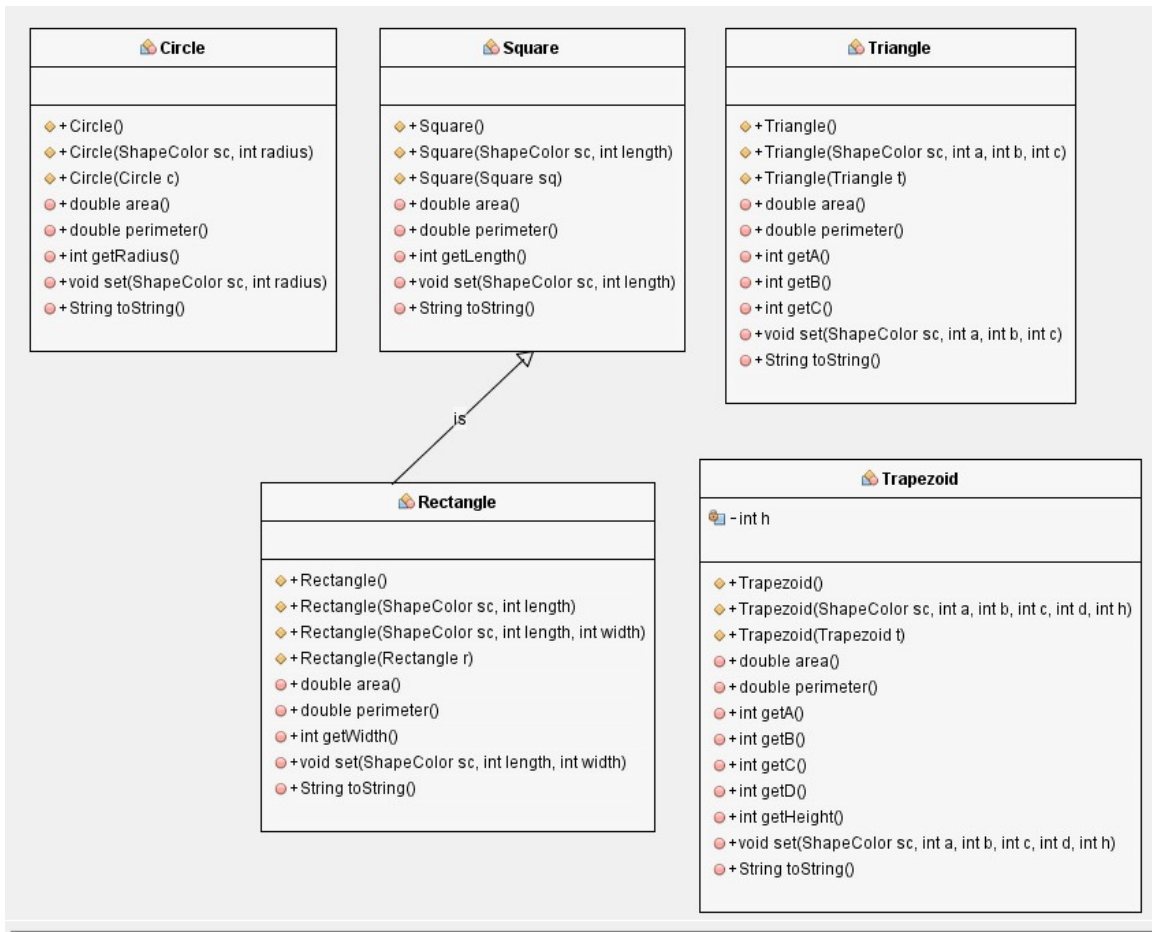 Circle
+Circle()
+Circle(ShapeColor sc, int radius)
+Circle(Circle c)
+double area()
+double perimeter()
+int getRadius()
+void set(ShapeColor sc, int radius)
+String toString()
Square
+Square()
+Square(ShapeColor sc, int length)
+Square(Square sq)
+double area()
+double perimeter()
+int getLength()
+void set(ShapeColor sc, int length)
+String toString()
Triangle
+Triangle()
+Triangle(ShapeColor sc, int a, int b, int c)
+Triangle(Triangle t)
+double area()
+double perimeter()
+int getA()
+int getB()
+int getC()
+void set(ShapeColor sc, int a, int b, int c)
+String toString()
is
Rectangle
+Rectangle()
+Rectangle(ShapeColor sc, int length)
+Rectangle(ShapeColor sc, int length, int width)
+Rectangle(Rectangle r)
+double area()
+double perimeter()
+int getWidth()
+void set(ShapeColor sc, int length, int width)
+String toString()
Trapezoid
-int h
+Trapezoid()
+Trapezoid(ShapeColor sc, int a, int b, int c, int d, int h)
+Trapezoid(Trapezoid t)
+double area()
+double perimeter()
+int getA()
+int getB()
+int getC()
+int getD()
+int getHeight()
+void set(ShapeColor sc, int a, int b, int c, int d, int h)
+String toString()